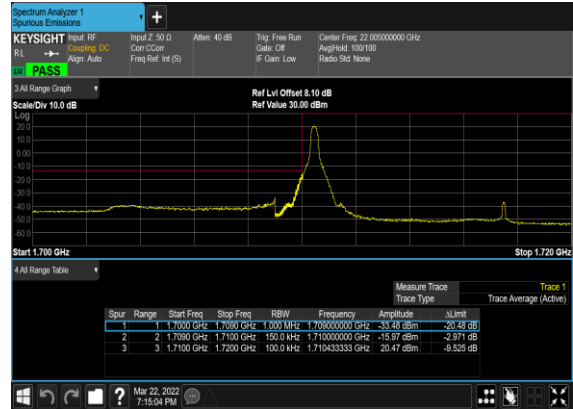 Spectrum Analyzer 1
Spurious Emissions
KEYSIGHT Input: RF Input Z: 50 Ω Atten: 40 dB Trig: Free Run Center Freq: 22.005000000 GHz
RL Coupling: DC Corr CCorr Gate: Off Avg|Hold: 100/100
Align: Auto Freq Ref: Int (S) IF Gain: Low Radio Std: None
PASS
3 All Range Graph
Ref Lvl Offset 8.10 dB
Scale/Div 10.0 dB Ref Value 30.00 dBm
Log
20.0
10.0
0.00
-10.0
-20.0
-30.0
-40.0
-50.0
-60.0
Start 1.700 GHz Stop 1.720 GHz
4 All Range Table
Measure Trace Trace 1
Trace Type Trace Average (Active)
Spur Range Start Freq Stop Freq RBW Frequency Amplitude ΔLimit
1 1 1.7000 GHz 1.7090 GHz 1.000 MHz 1.709000000 GHz -33.48 dBm -20.48 dB
2 2 1.7090 GHz 1.7100 GHz 150.0 kHz 1.710000000 GHz -15.97 dBm -2.971 dB
3 3 1.7100 GHz 1.7200 GHz 100.0 kHz 1.710433333 GHz 20.47 dBm -9.525 dB
Mar 22, 2022
7:15:04 PM